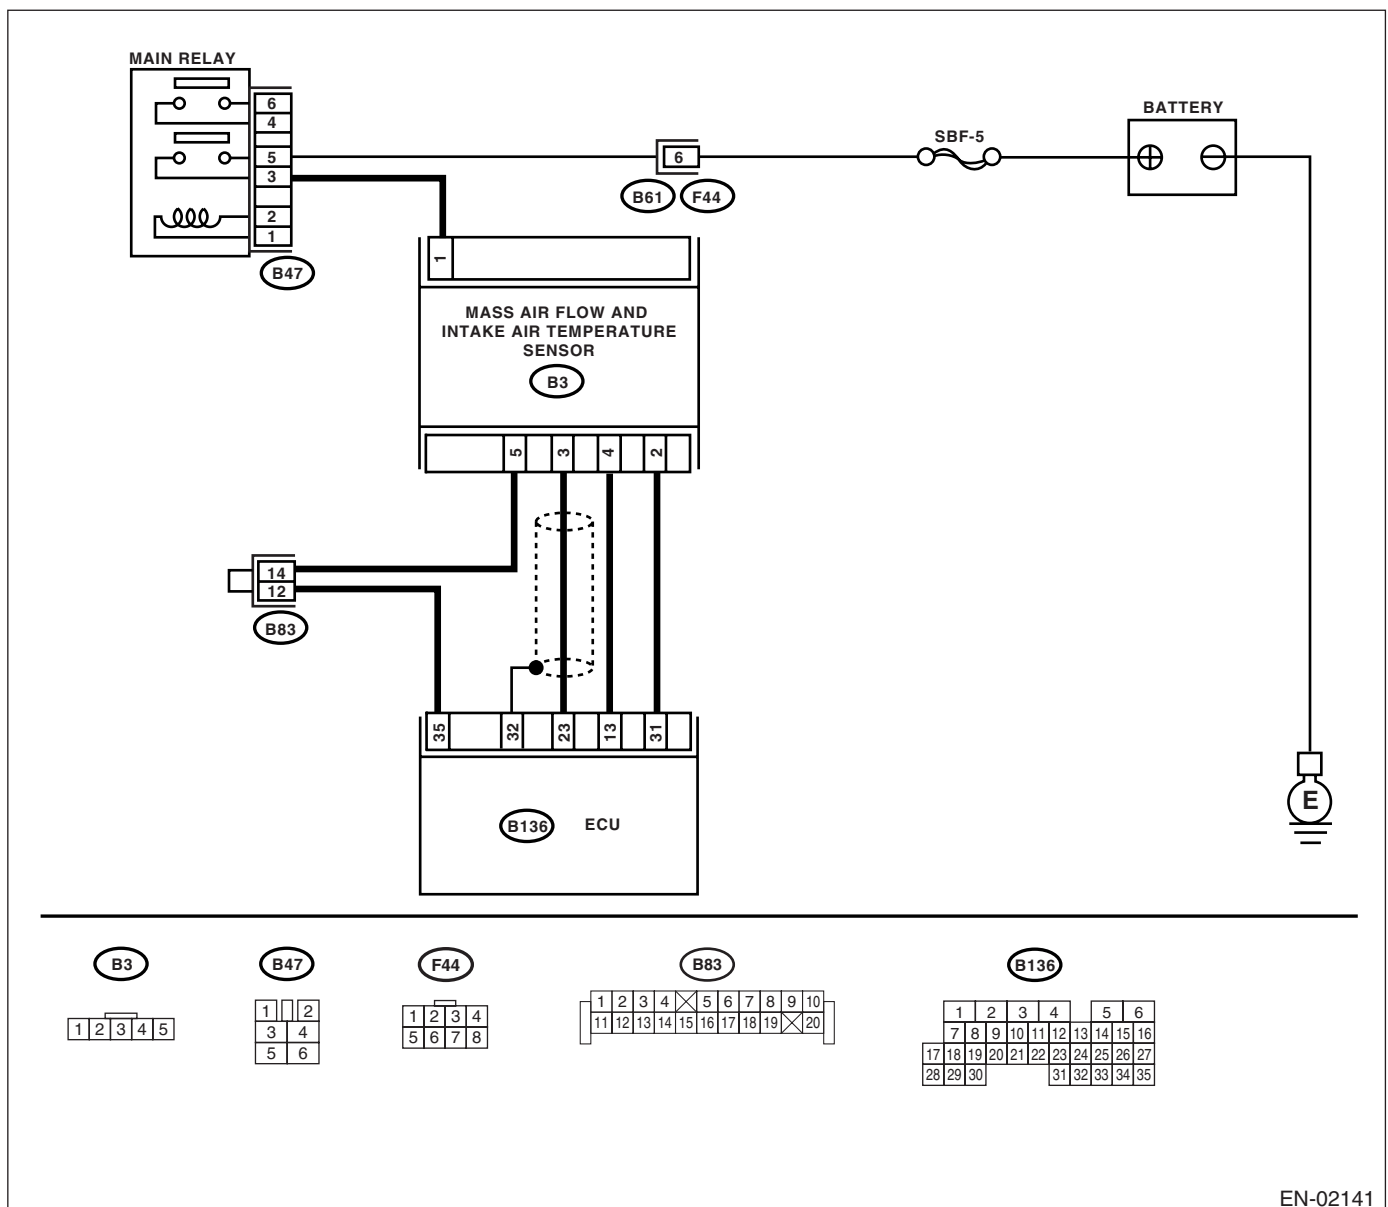 MAIN RELAY
6
4
5
3
2
1
B47
6
B61 F44
SBF-5
BATTERY
1
MASS AIR FLOW AND
INTAKE AIR TEMPERATURE
SENSOR
B3
5 3 4 2
14
12
B83
35 32 23 13 31
B136 ECU
E
B3 B47 F44 B83 B136
1 2 3 4 5
1 2
3 4
5 6
1 2 3 4
5 6 7 8
1 2 3 4 5 6 7 8 9 10
11 12 13 14 15 16 17 18 19 20
1 2 3 4 5 6
7 8 9 10 11 12 13 14 15 16
17 18 19 20 21 22 23 24 25 26 27
28 29 30 31 32 33 34 35
EN-02141